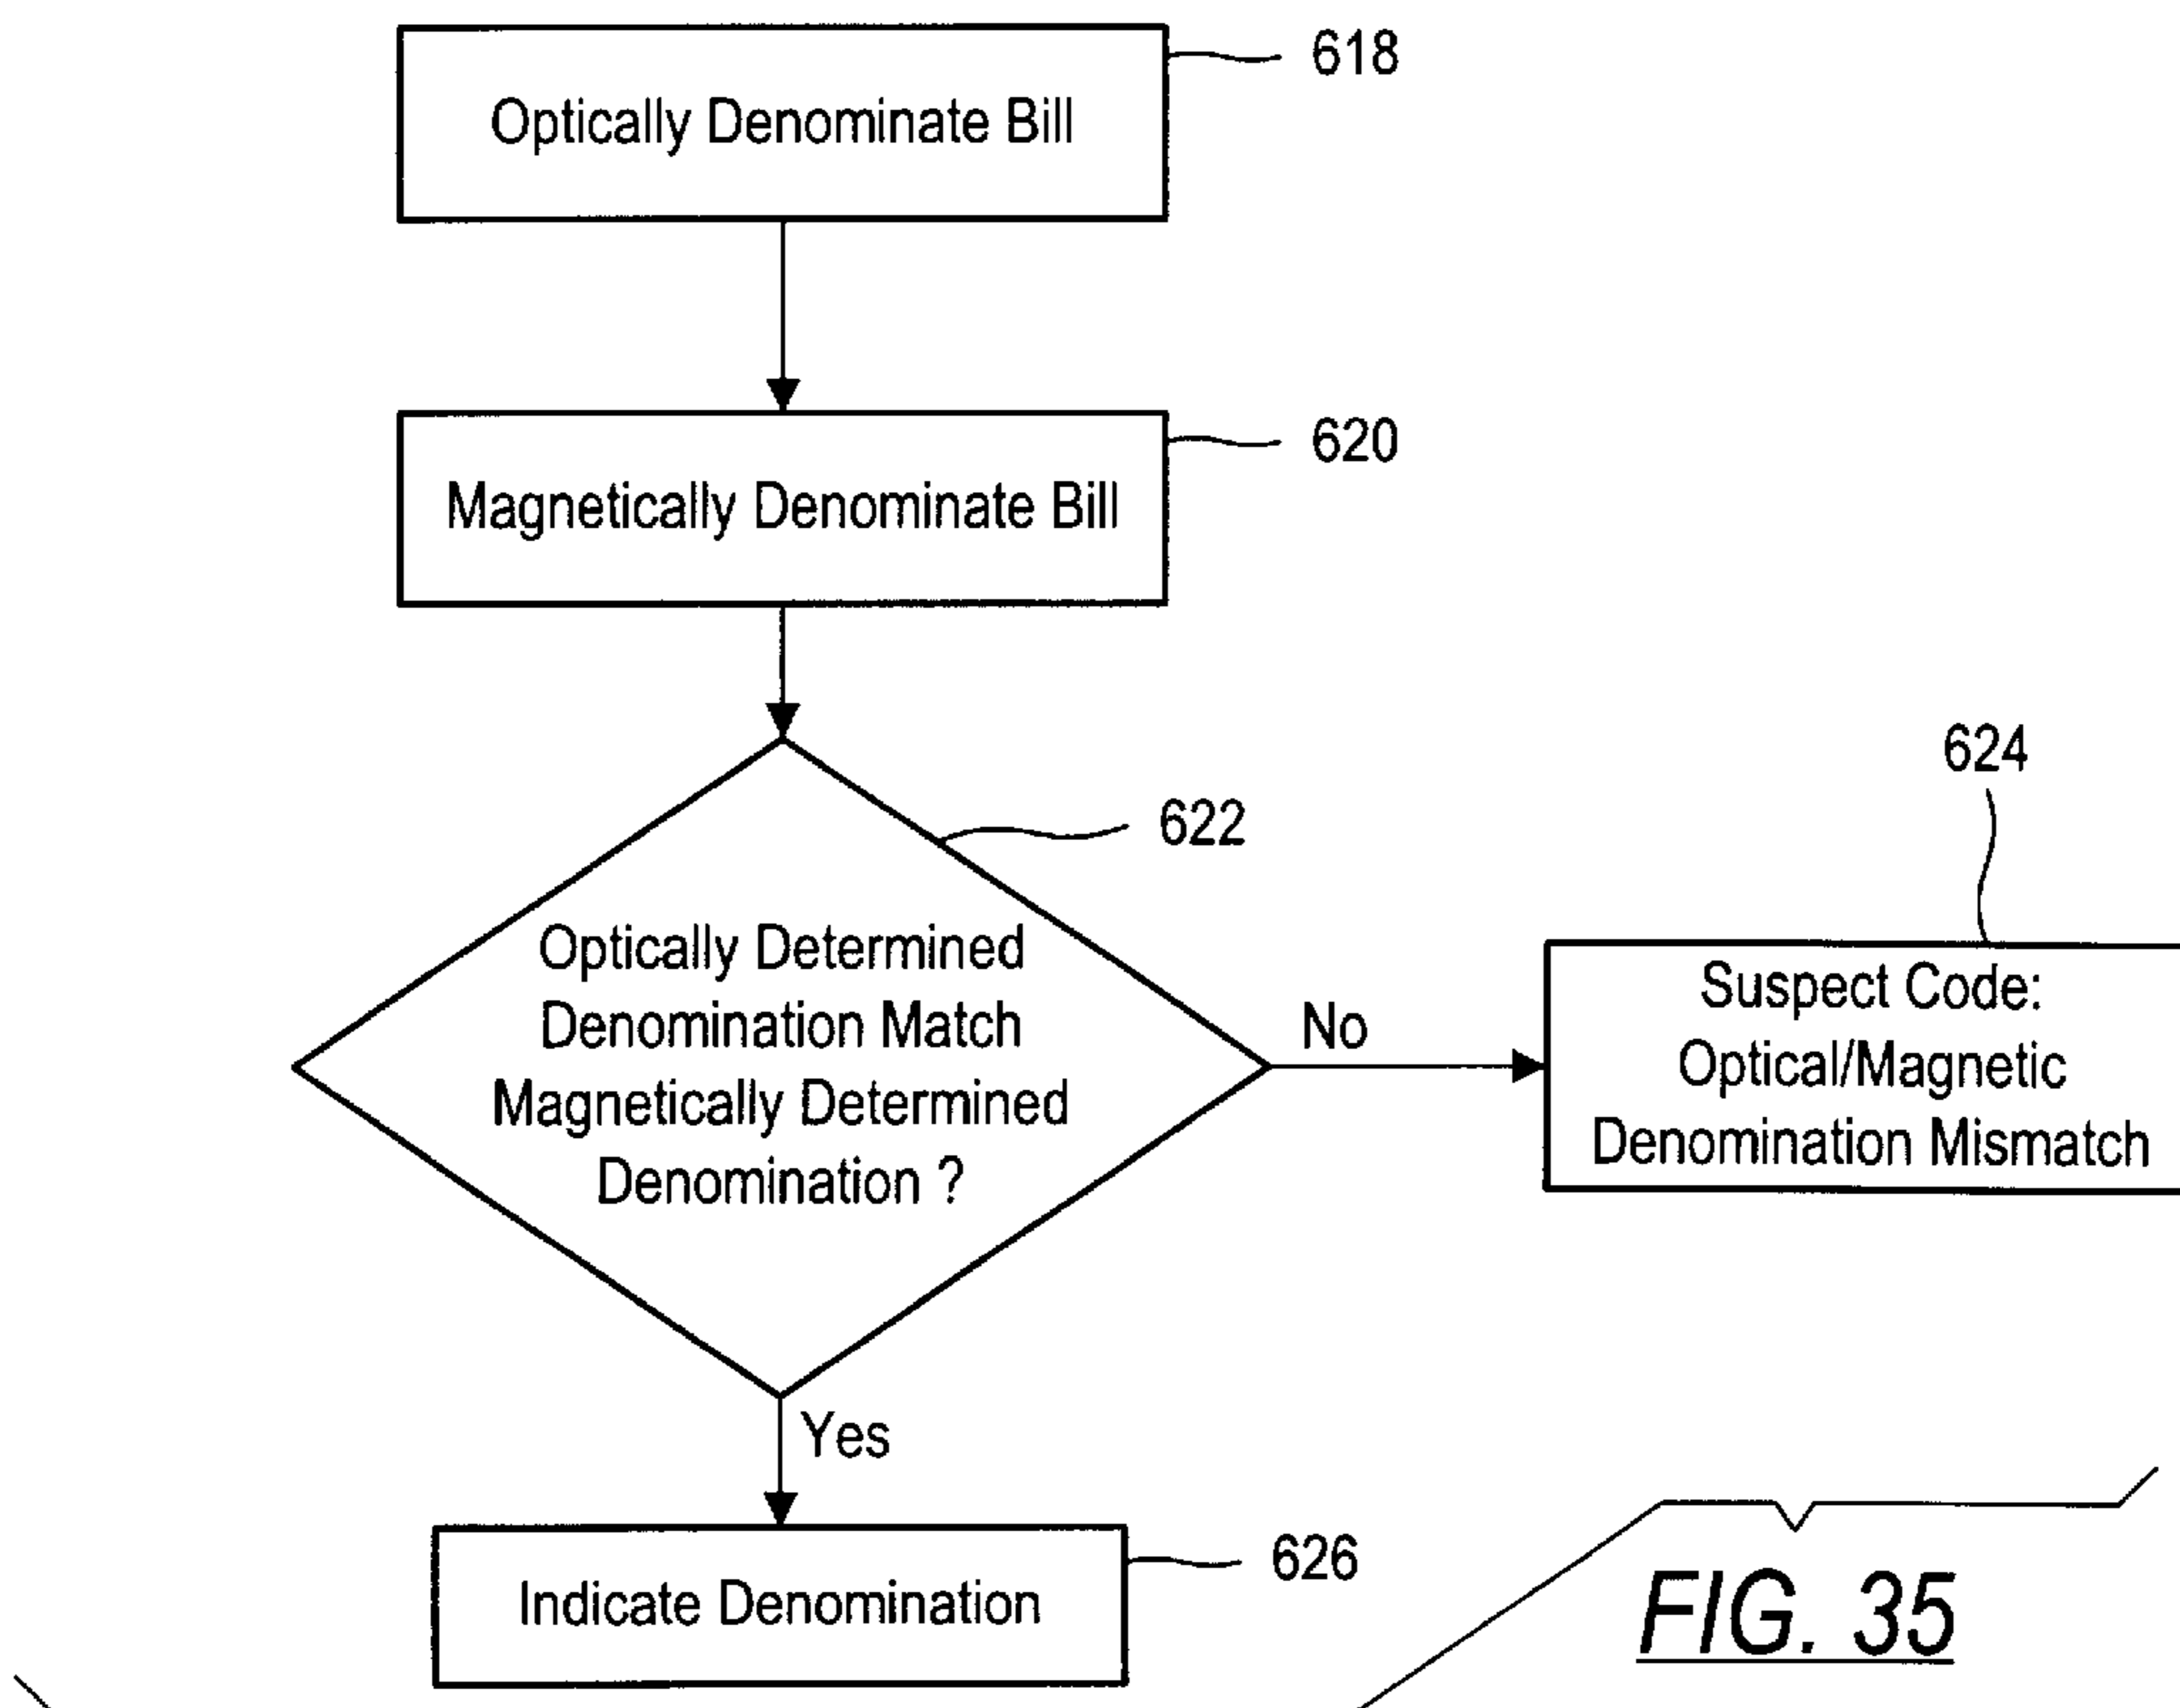 618
Optically Denominate Bill
620
Magnetically Denominate Bill
622
Optically Determined
Denomination Match
Magnetically Determined
Denomination ?
No
624
Suspect Code:
Optical/Magnetic
Denomination Mismatch
Yes
626
Indicate Denomination
FIG. 35